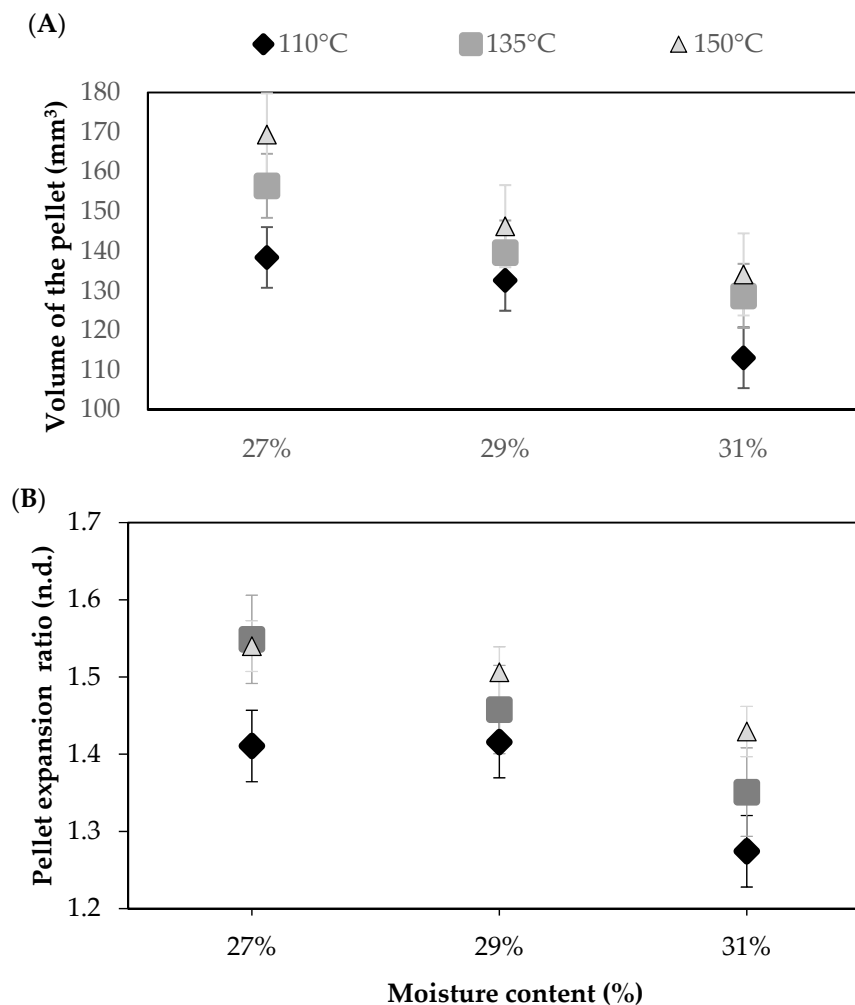 (A)
110°C 135°C 150°C
180
170
160
150
140
130
120
110
100
Volume of the pellet (mm³)
27% 29% 31%
(B)
1.7
1.6
1.5
1.4
1.3
1.2
Pellet expansion ratio (n.d.)
27% 29% 31%
Moisture content (%)